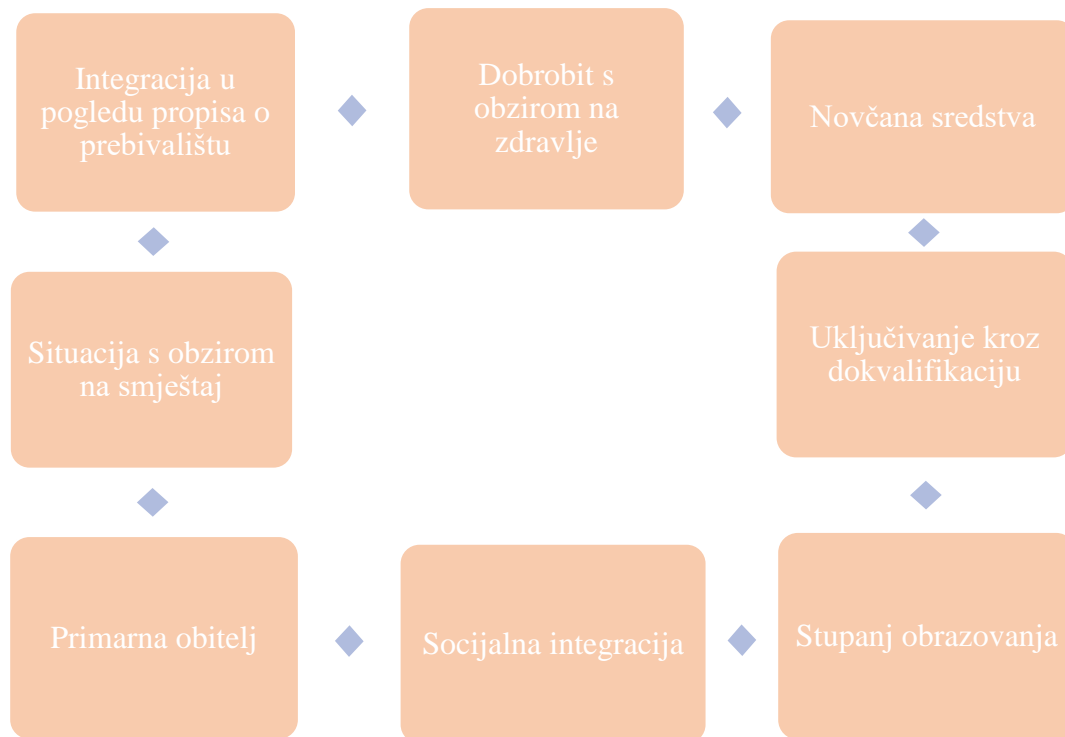 Integracija u
pogledu propisa o
prebivalištu
Dobrobit s
obzirom na
zdravlje
Novčana sredstva
Situacija s obzirom
na smještaj
Uključivanje kroz
dokvalifikaciju
Primarna obitelj
Socijalna integracija
Stupanj obrazovanja